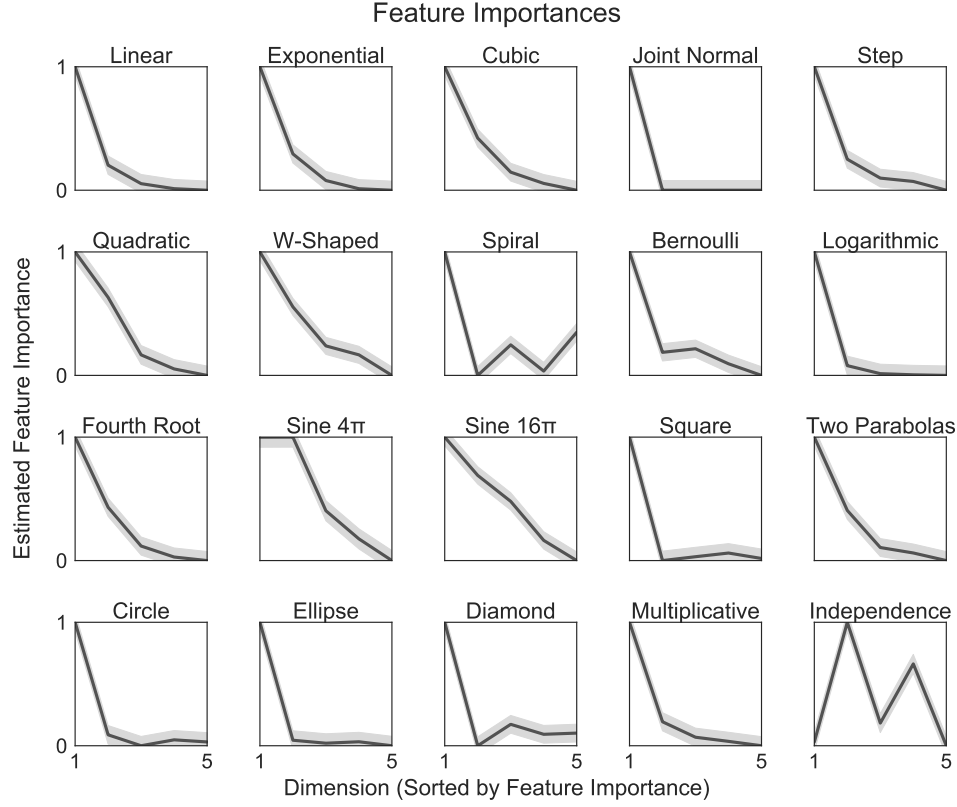 Feature Importances
Linear Exponential Cubic Joint Normal Step
1
0
Quadratic W-Shaped Spiral Bernoulli Logarithmic
1
0
Estimated Feature Importance
Fourth Root Sine 4π Sine 16π Square Two Parabolas
1
0
Circle Ellipse Diamond Multiplicative Independence
1
0
1 5 1 5 1 5 1 5 1 5
Dimension (Sorted by Feature Importance)